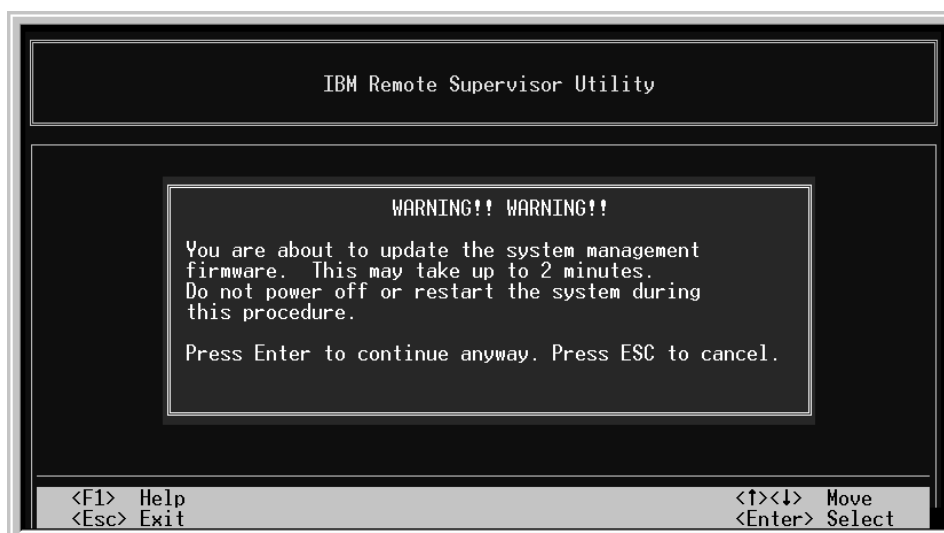 IBM Remote Supervisor Utility
WARNING!! WARNING!!
You are about to update the system management
firmware.  This may take up to 2 minutes.
Do not power off or restart the system during
this procedure.
Press Enter to continue anyway. Press ESC to cancel.
<F1>  Help
<Esc> Exit
<↑><↓>  Move
<Enter> Select